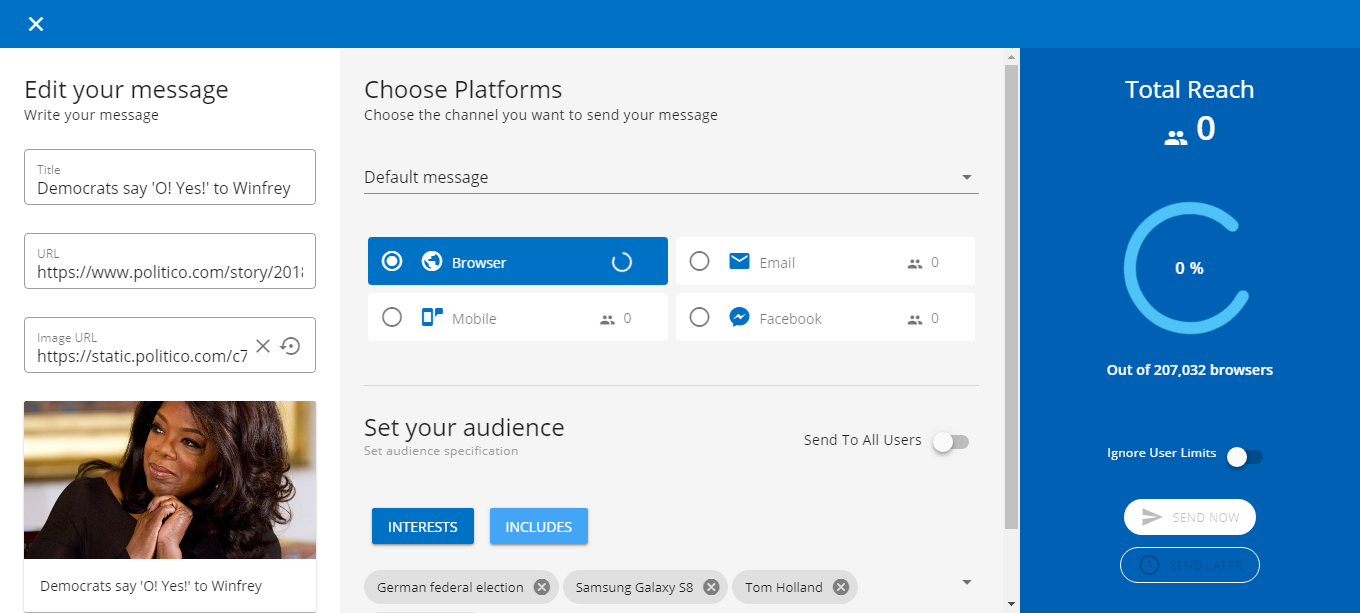 Edit your message
Write your message
Title
Democrats say 'O! Yes!' to Winfrey
URL
https://www.politico.com/story/2018
Image URL
https://static.politico.com/c7
Democrats say 'O! Yes!' to Winfrey
Choose Platforms
Choose the channel you want to send your message
Default message
Browser
Email 0
Mobile 0
Facebook 0
Set your audience
Set audience specification
Send To All Users
INTERESTS INCLUDES
German federal election Samsung Galaxy S8 Tom Holland
Total Reach
0
0 %
Out of 207,032 browsers
Ignore User Limits
SEND NOW
SEND LATER